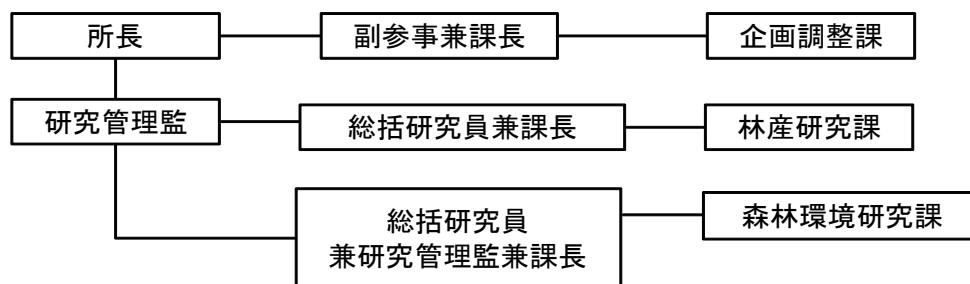 所長
副参事兼課長
企画調整課
研究管理監
総括研究員兼課長
林産研究課
総括研究員
兼研究管理監兼課長
森林環境研究課